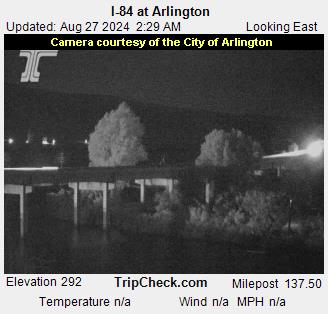 I-84 at Arlington
Updated: Aug 27 2024 2:29 AM Looking East
Camera courtesy of the City of Arlington
Elevation 292 TripCheck.com Milepost 137.50
Temperature n/a Wind n/a MPH n/a